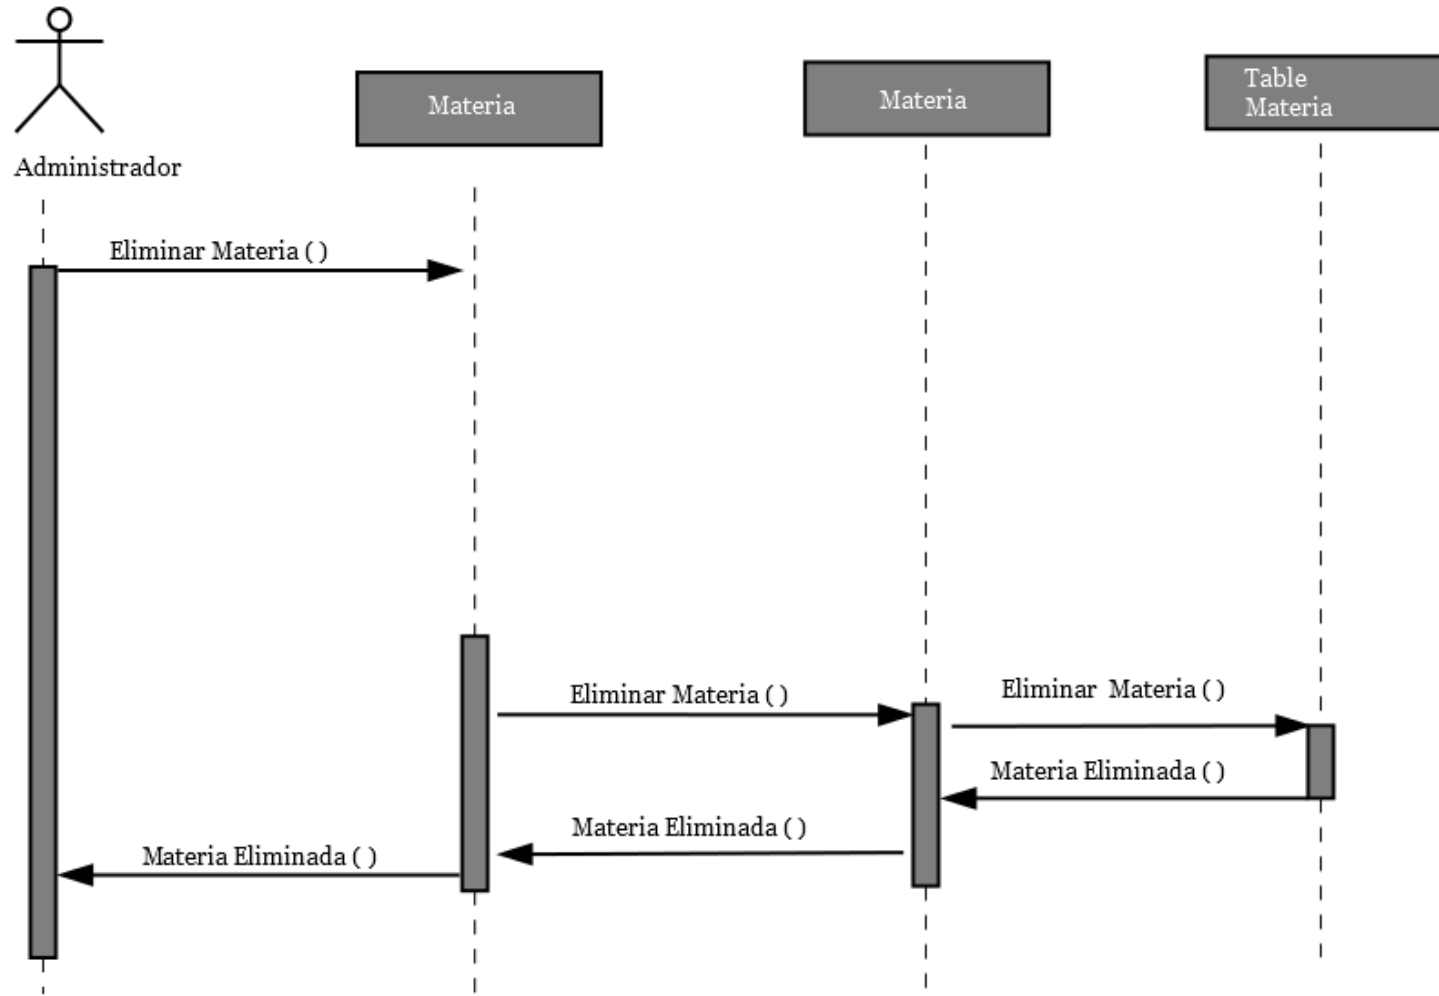 Administrador
Materia
Materia
Table
Materia
Eliminar Materia ( )
Eliminar Materia ( )
Eliminar  Materia ( )
Materia Eliminada ( )
Materia Eliminada ( )
Materia Eliminada ( )